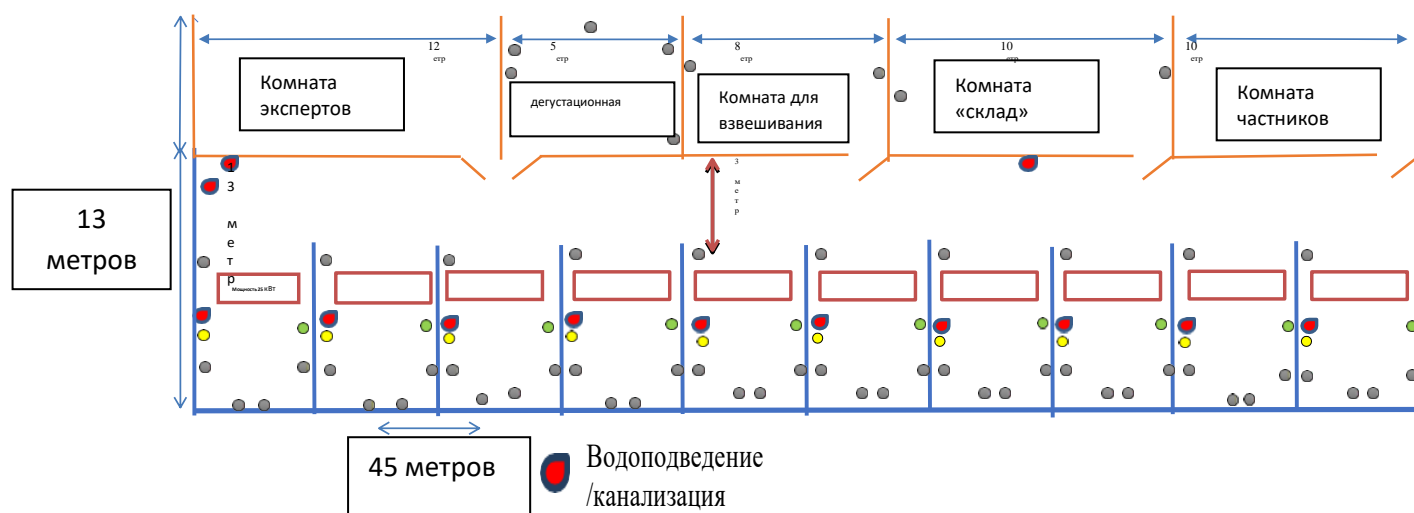 12
етр
5
етр
8
етр
10
етр
10
етр
Комната
экспертов
дегустационная
Комната для
взвешивания
Комната
«склад»
Комната
частников
13
метров
1
3
м
е
т
р
3
м
е
т
р
Мощность 25 КВт
45 метров
Водоподведение
/канализация